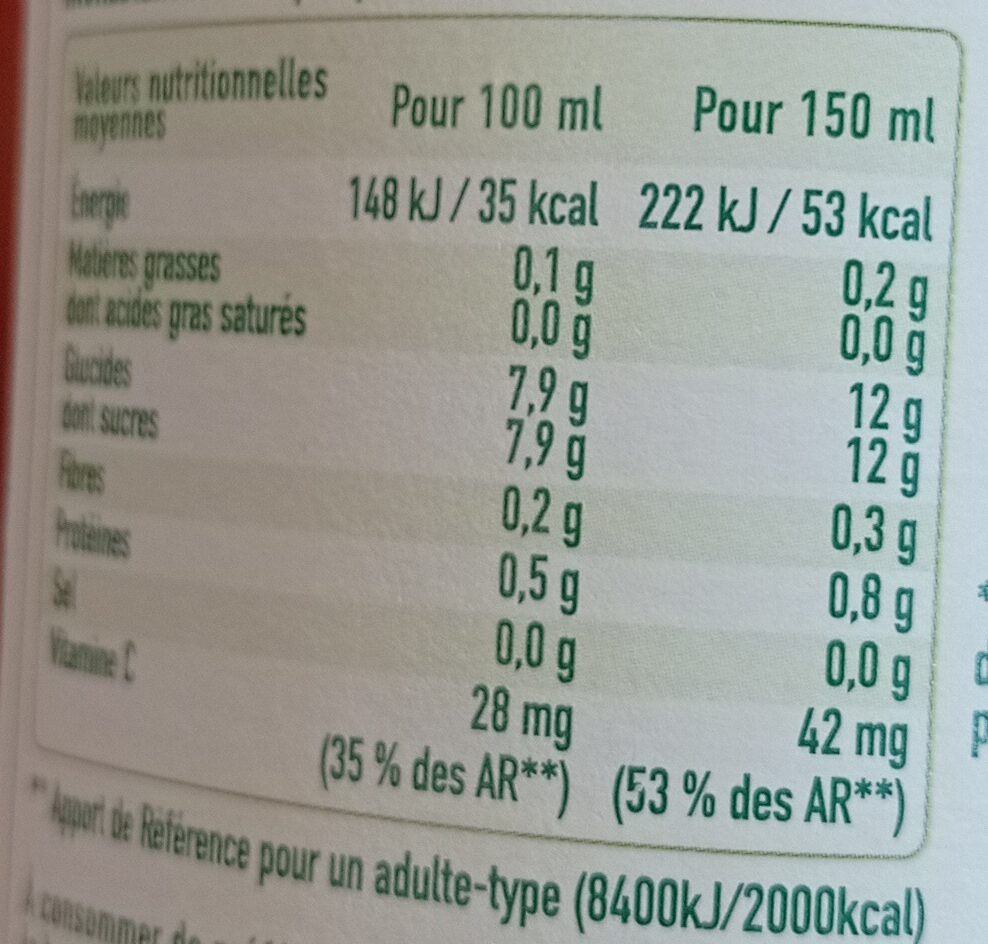 Valeurs nutritionnelles moyennes Pour 100 ml Pour 150 ml
Énergie 148 kJ / 35 kcal 222 kJ / 53 kcal
Matières grasses 0,1 g 0,2 g
dont acides gras saturés 0,0 g 0,0 g
Glucides 7,9 g 12 g
dont sucres 7,9 g 12 g
Fibres 0,2 g 0,3 g
Protéines 0,5 g 0,8 g
Sel 0,0 g 0,0 g
Vitamine C 28 mg 42 mg
(35 % des AR**) (53 % des AR**)
** Apport de Référence pour un adulte-type (8400kJ/2000kcal)
À consommer de